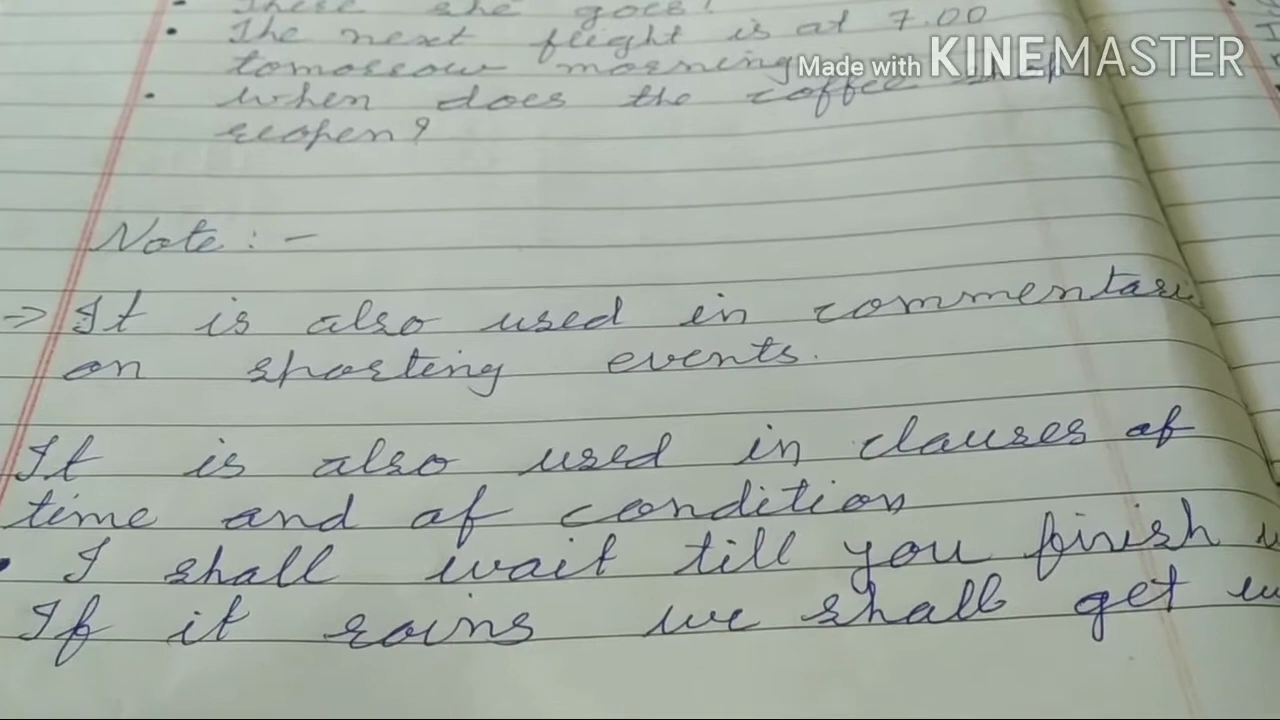 There she goes!
• The next flight is at 7.00
tomorrow morning
• When does the coffee
reopen?
Made with KINEMASTER
Note :-
→ It is also used in
on sporting events.
It is also used in clauses of
time and of condition
• I shall wait till you finish
If it rains we shall get